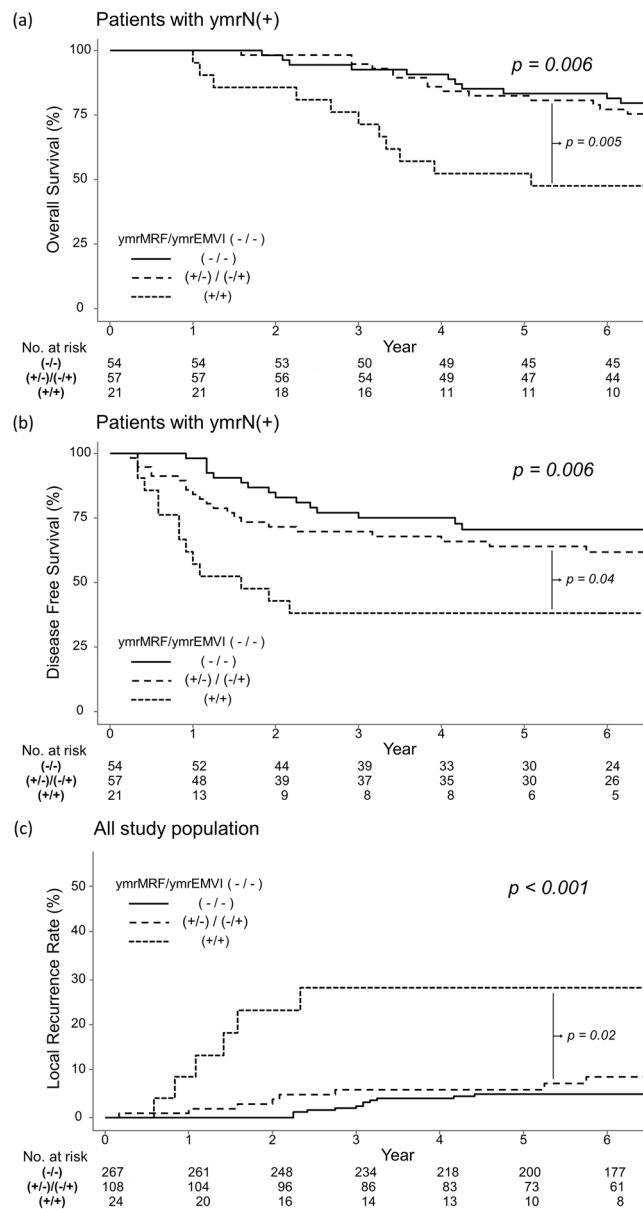 (a) Patients with ymrN(+)
100
75
25
0
Overall Survival (%)
p = 0.006
p = 0.005
ymrMRF/ymrEMVI ( - / - )
( - / - )
(+/-) / (-/+)
(+/+)
0 1 2 3 4 5 6
Year
No. at risk
(-/-) 54 54 53 50 49 45 45
(+/-)/(-/+) 57 57 56 54 49 47 44
(+/+) 21 21 18 16 11 11 10
(b) Patients with ymrN(+)
100
75
50
25
0
Disease Free Survival (%)
p = 0.006
p = 0.04
ymrMRF/ymrEMVI ( - / - )
( - / - )
(+/-) / (-/+)
(+/+)
0 1 2 3 4 5 6
Year
No. at risk
(-/-) 54 52 44 39 33 30 24
(+/-)/(-/+) 57 48 39 37 35 30 26
(+/+) 21 13 9 8 8 6 5
(c) All study population
50
30
20
10
0
Local Recurrence Rate (%)
ymrMRF/ymrEMVI ( - / - )
( - / - )
(+/-) / (-/+)
(+/+)
p < 0.001
p = 0.02
0 1 2 3 4 5 6
Year
No. at risk
(-/-) 267 261 248 234 218 200 177
(+/-)/(-/+) 108 104 96 86 83 73 61
(+/+) 24 20 16 14 13 10 8